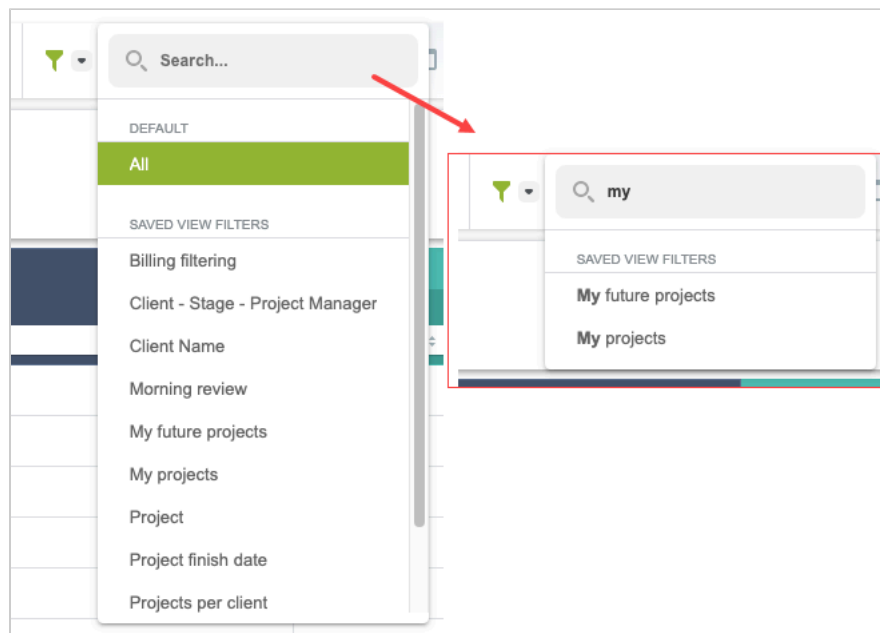 Search...
DEFAULT
All
SAVED VIEW FILTERS
Billing filtering
Client - Stage - Project Manager
Client Name
Morning review
My future projects
My projects
Project
Project finish date
Projects per client
my
SAVED VIEW FILTERS
My future projects
My projects